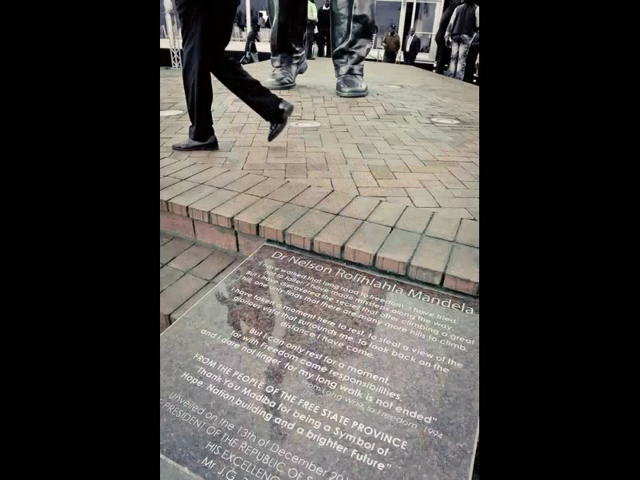 Dr Nelson Rolihlahla Mandela
have walked that long road to freedom. I have tried
not to falter; I have made missteps along the way.
But I have discovered the secret that after climbing a great
hill, one only finds that there are many more hills to climb.
I have taken a moment here to rest, to steal a view of the
glorious vista that surrounds me, to look back on the
distance I have come.
But I can only rest for a moment,
for with freedom come responsibilities,
and I dare not linger, for my long walk is not ended"
Long Walk to Freedom, 1994
FROM THE PEOPLE OF THE FREE STATE PROVINCE
"Thank You Madiba for being a Symbol of
Hope, Nation building and a brighter Future"
unveiled on the 13th of December
PRESIDENT OF THE REPUBLIC OF
HIS EXCELLENC
Mr J.G.